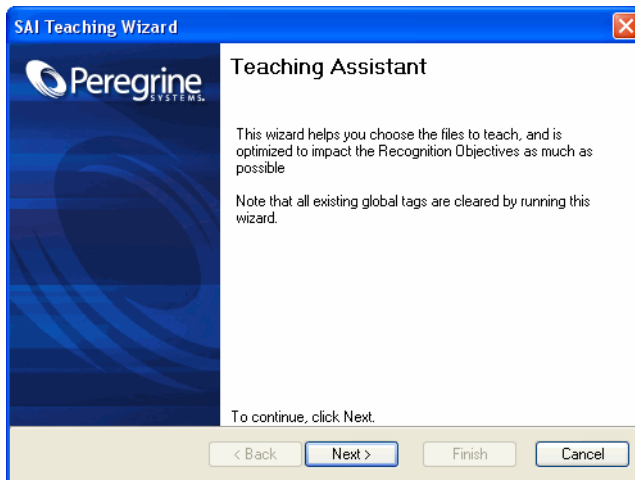 SAI Teaching Wizard
Peregrine
SYSTEMS.
Teaching Assistant
This wizard helps you choose the files to teach, and is
optimized to impact the Recognition Objectives as much as
possible
Note that all existing global tags are cleared by running this
wizard.
To continue, click Next.
< Back
Next >
Finish
Cancel